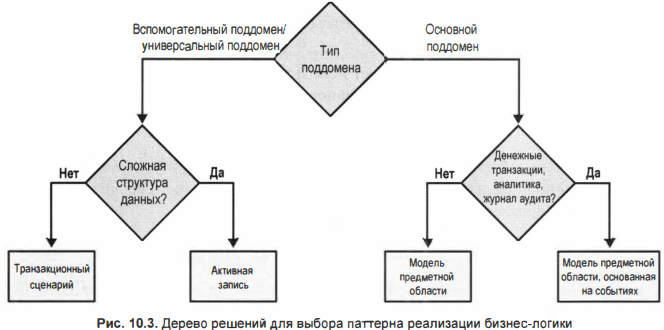 Вспомогательный поддомен/
универсальный поддомен
Основной
поддомен
Тип
поддомена
Нет
Сложная
структура
данных?
Да
Нет
Денежные
транзакции,
аналитика,
журнал аудита?
Да
Транзакционный
сценарий
Активная
запись
Модель
предметной
области
Модель предметной
области, основанная
на событиях
Рис. 10.3. Дерево решений для выбора паттерна реализации бизнес-логики